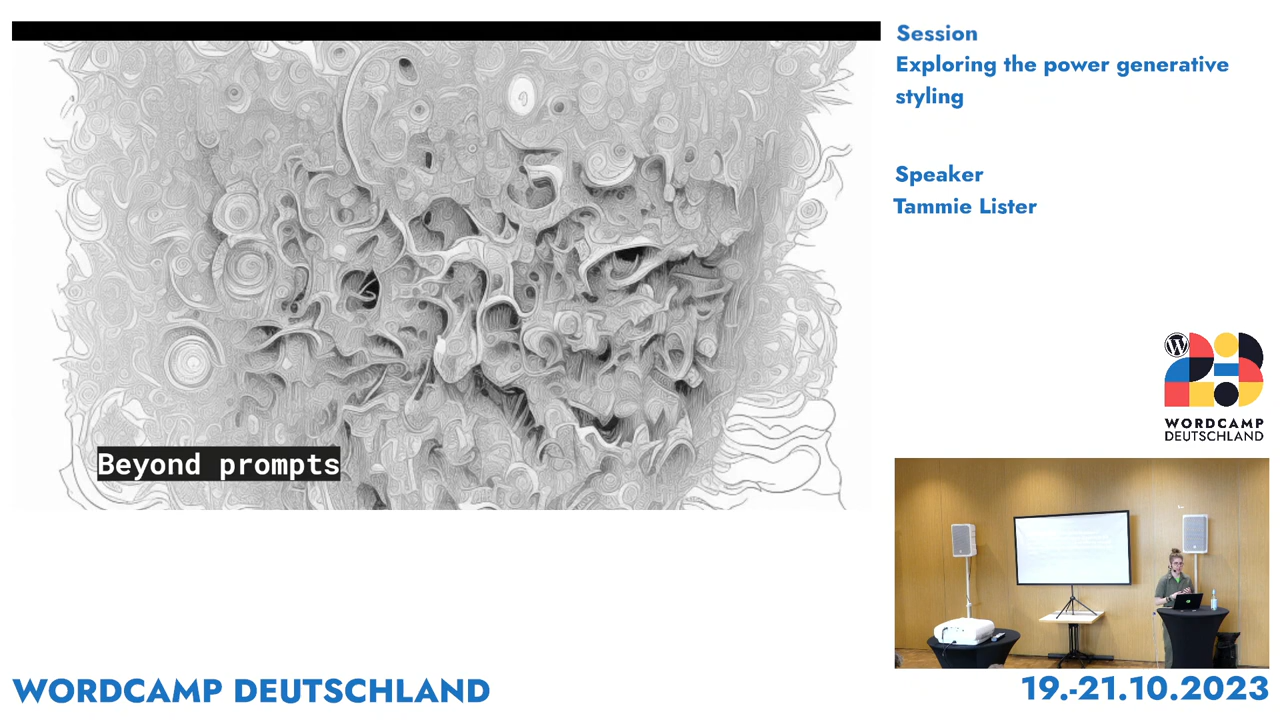 Session
Exploring the power generative
styling
Speaker
Tammie Lister
Beyond prompts
WORDCAMP
DEUTSCHLAND
WORDCAMP DEUTSCHLAND
19.-21.10.2023